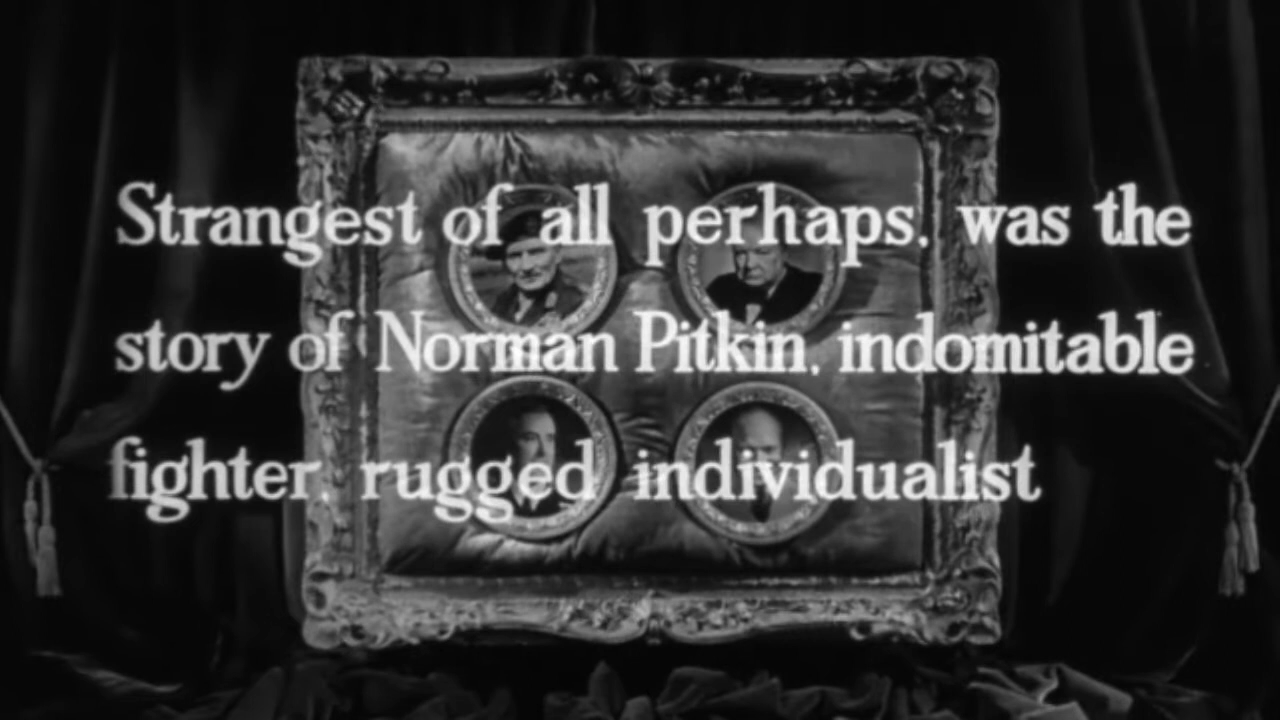 Strangest of all perhaps, was the
story of Norman Pitkin, indomitable
fighter, rugged individualist